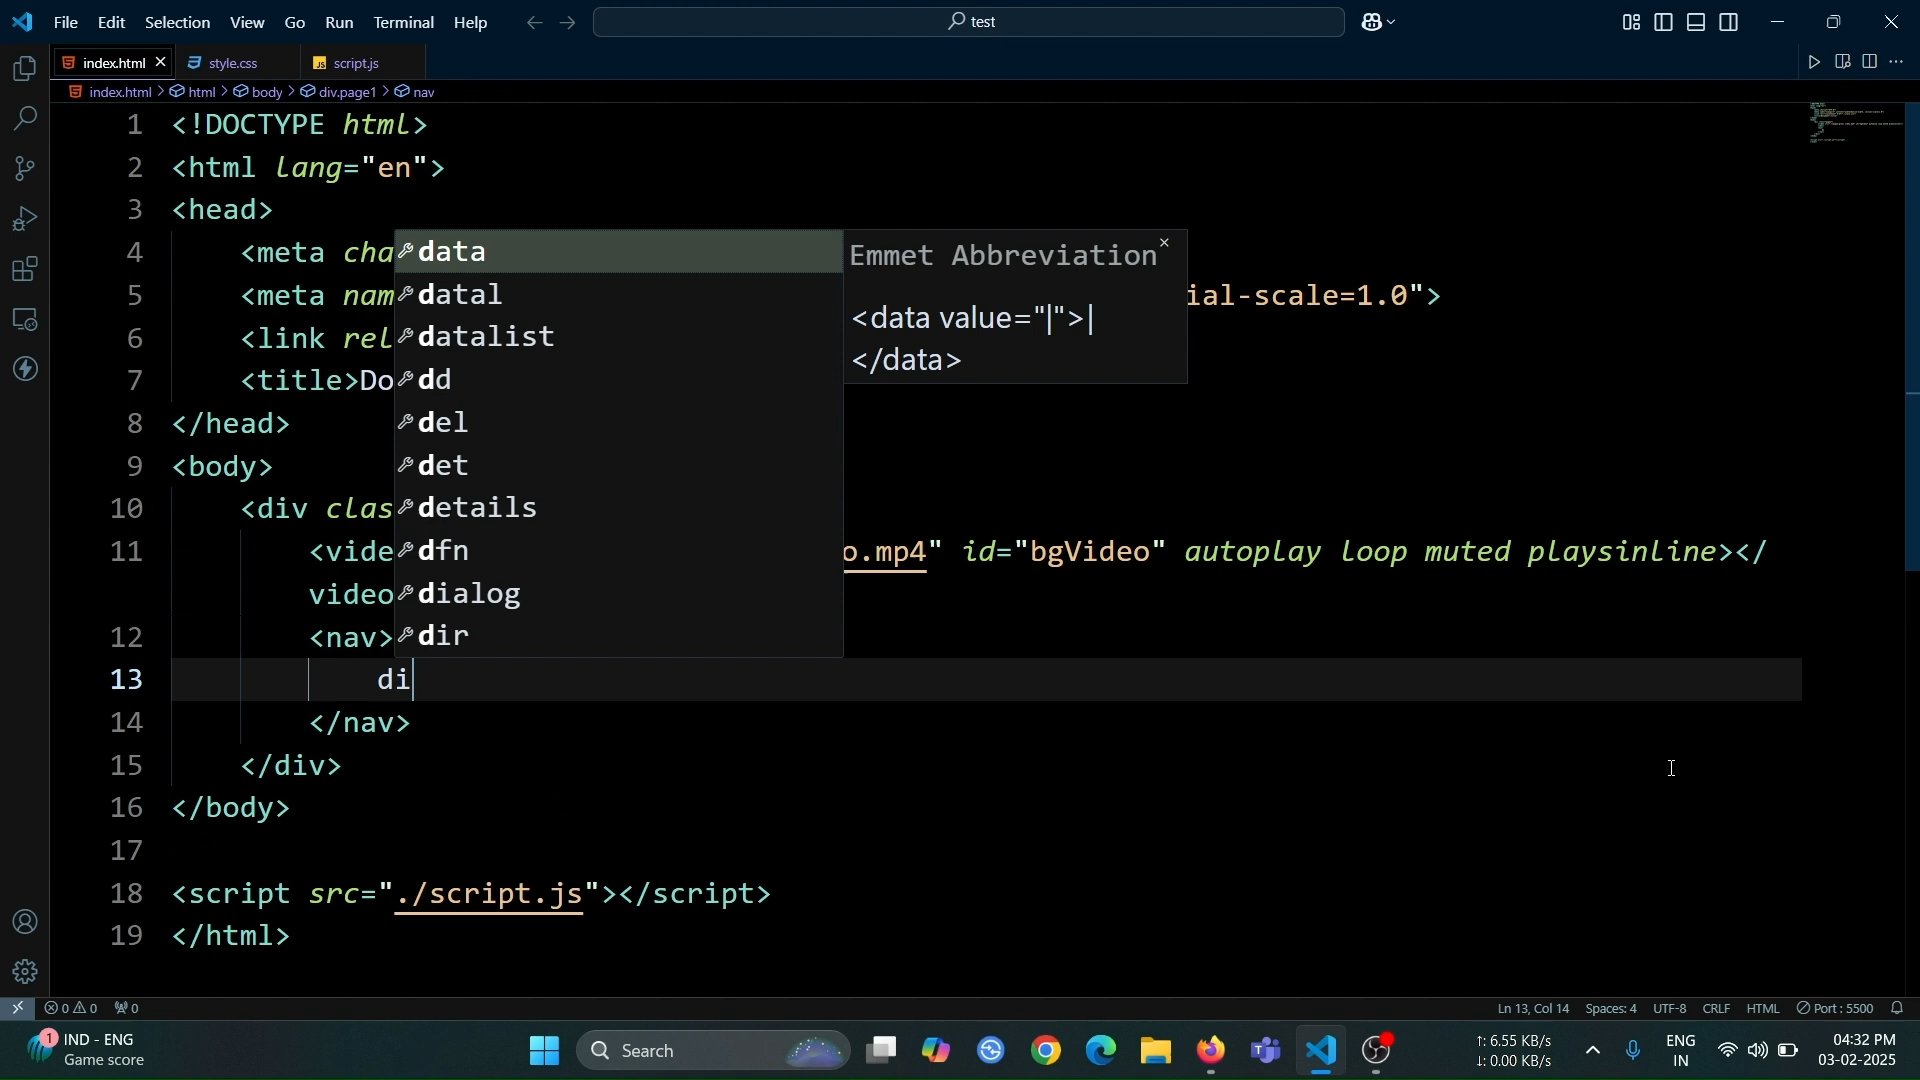 File Edit Selection View Go Run Terminal Help
test
index.html
style.css
JS script.js
index.html > html > body > div.page1 > nav
1 <!DOCTYPE html>
2 <html lang="en">
3 <head>
4 <meta cha
5 <meta nam ial-scale=1.0">
6 <link rel
7 <title>Do
8 </head>
9 <body>
10 <div clas
11 <vide o.mp4" id="bgVideo" autoplay loop muted playsinline></
video
12 <nav>
13 di
14 </nav>
15 </div>
16 </body>
17
18 <script src="./script.js"></script>
19 </html>
data
datal
datalist
dd
del
det
details
dfn
dialog
dir
Emmet Abbreviation
<data value="|">|
</data>
0 0 0
Ln 13, Col 14 Spaces: 4 UTF-8 CRLF HTML Port : 5500
1 IND - ENG
Game score
Search
↑: 6.55 KB/s
↓: 0.00 KB/s
ENG
IN
04:32 PM
03-02-2025